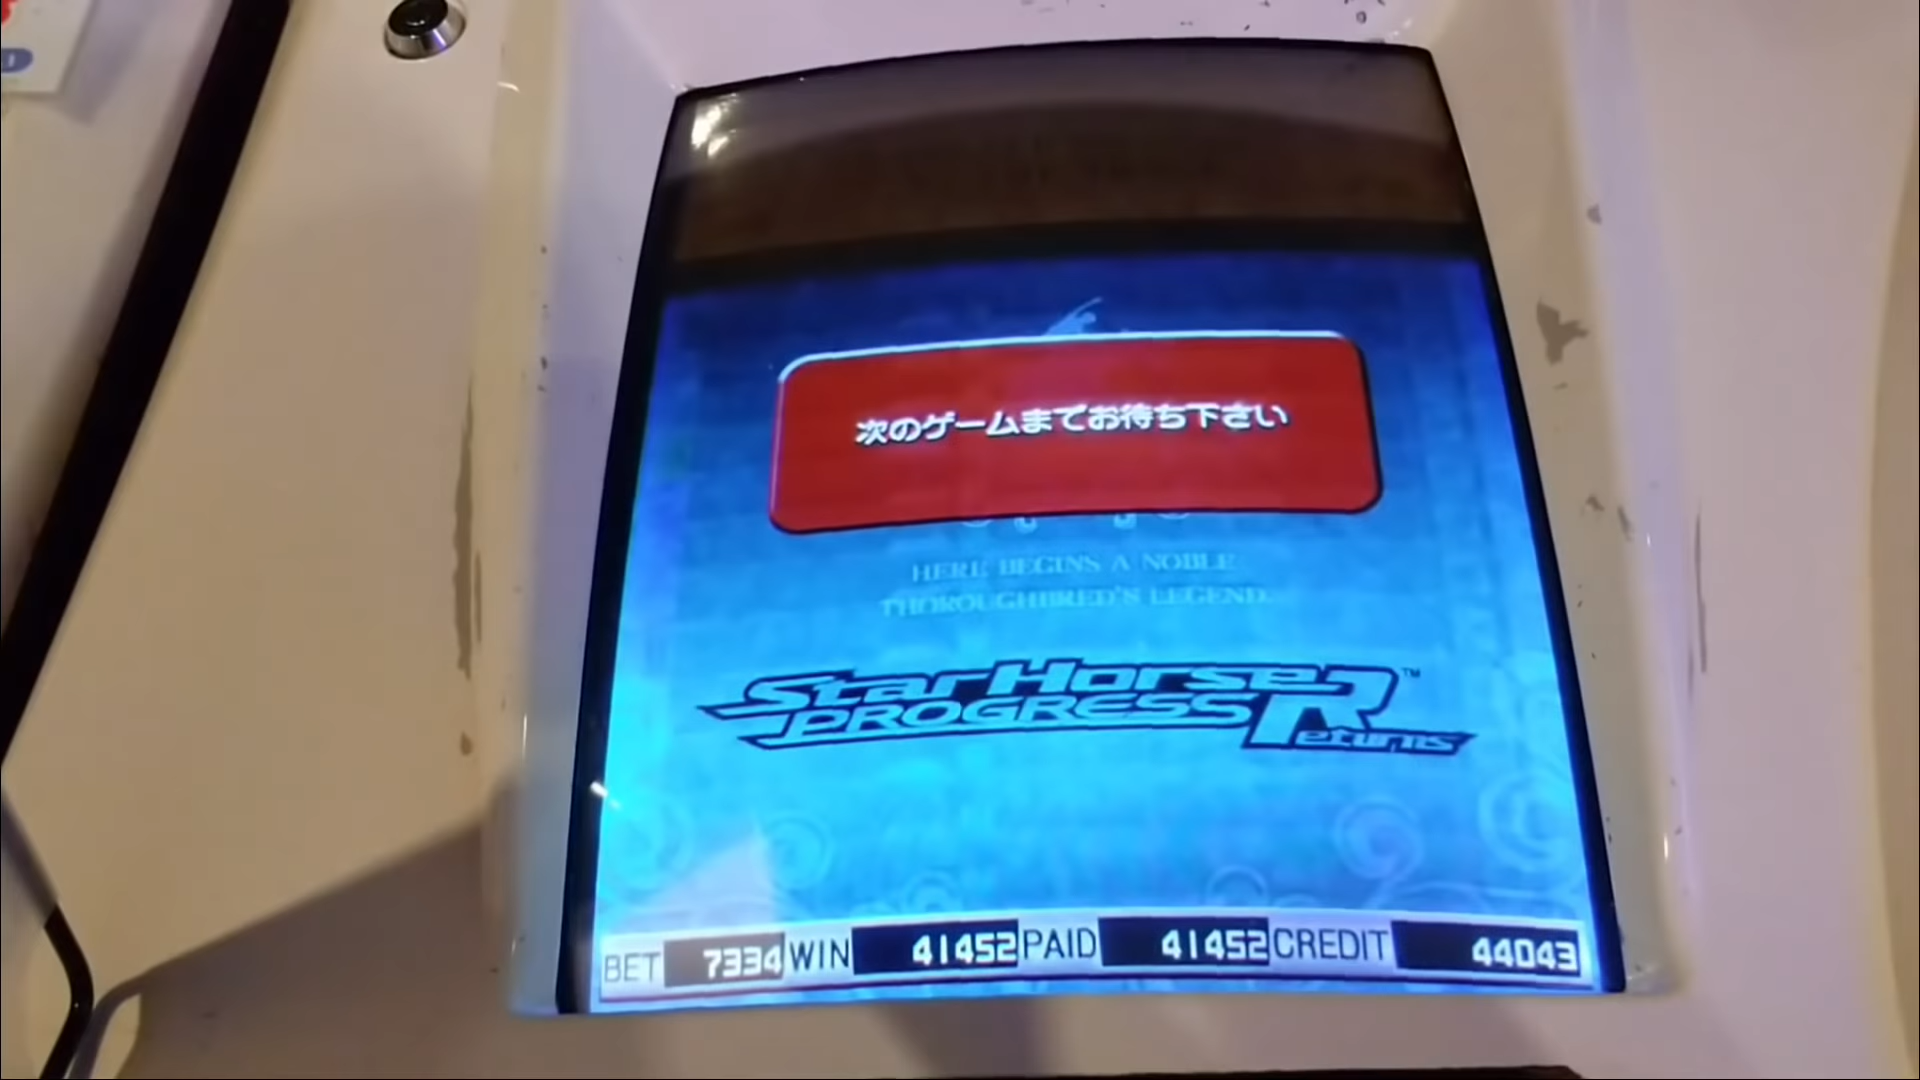 次のゲームまでお待ち下さい
HERE BEGINS A NOBLE
THOROUGHBRED'S LEGEND.
StarHorse2 ™
PROGRESS Returns
BET 7334 WIN 41452 PAID 41452 CREDIT 44043